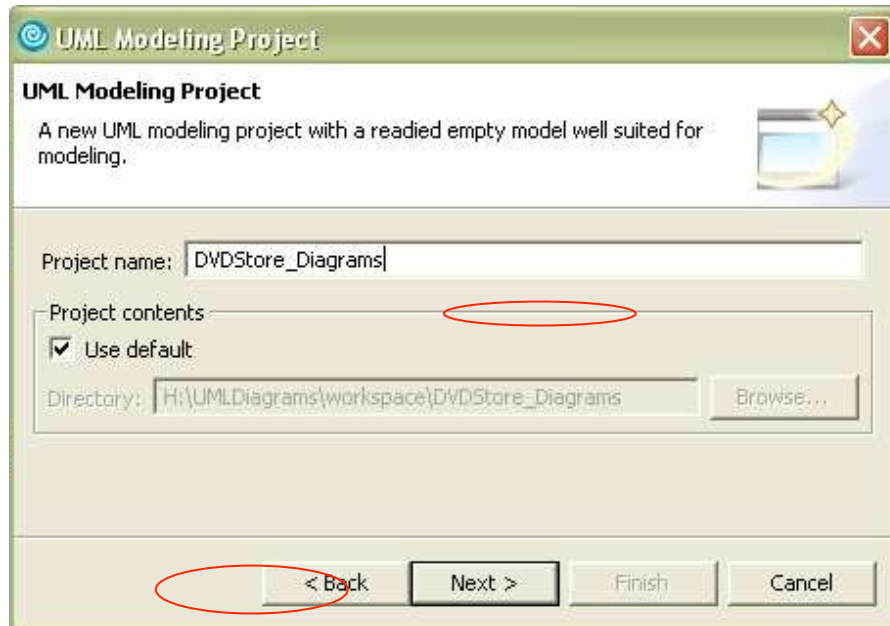 UML Modeling Project
UML Modeling Project
A new UML modeling project with a readied empty model well suited for
modeling.
Project name: DVDStore_Diagrams
Project contents
Use default
Directory: H:\UMLDiagrams\workspace\DVDStore_Diagrams Browse...
< Back Next > Finish Cancel